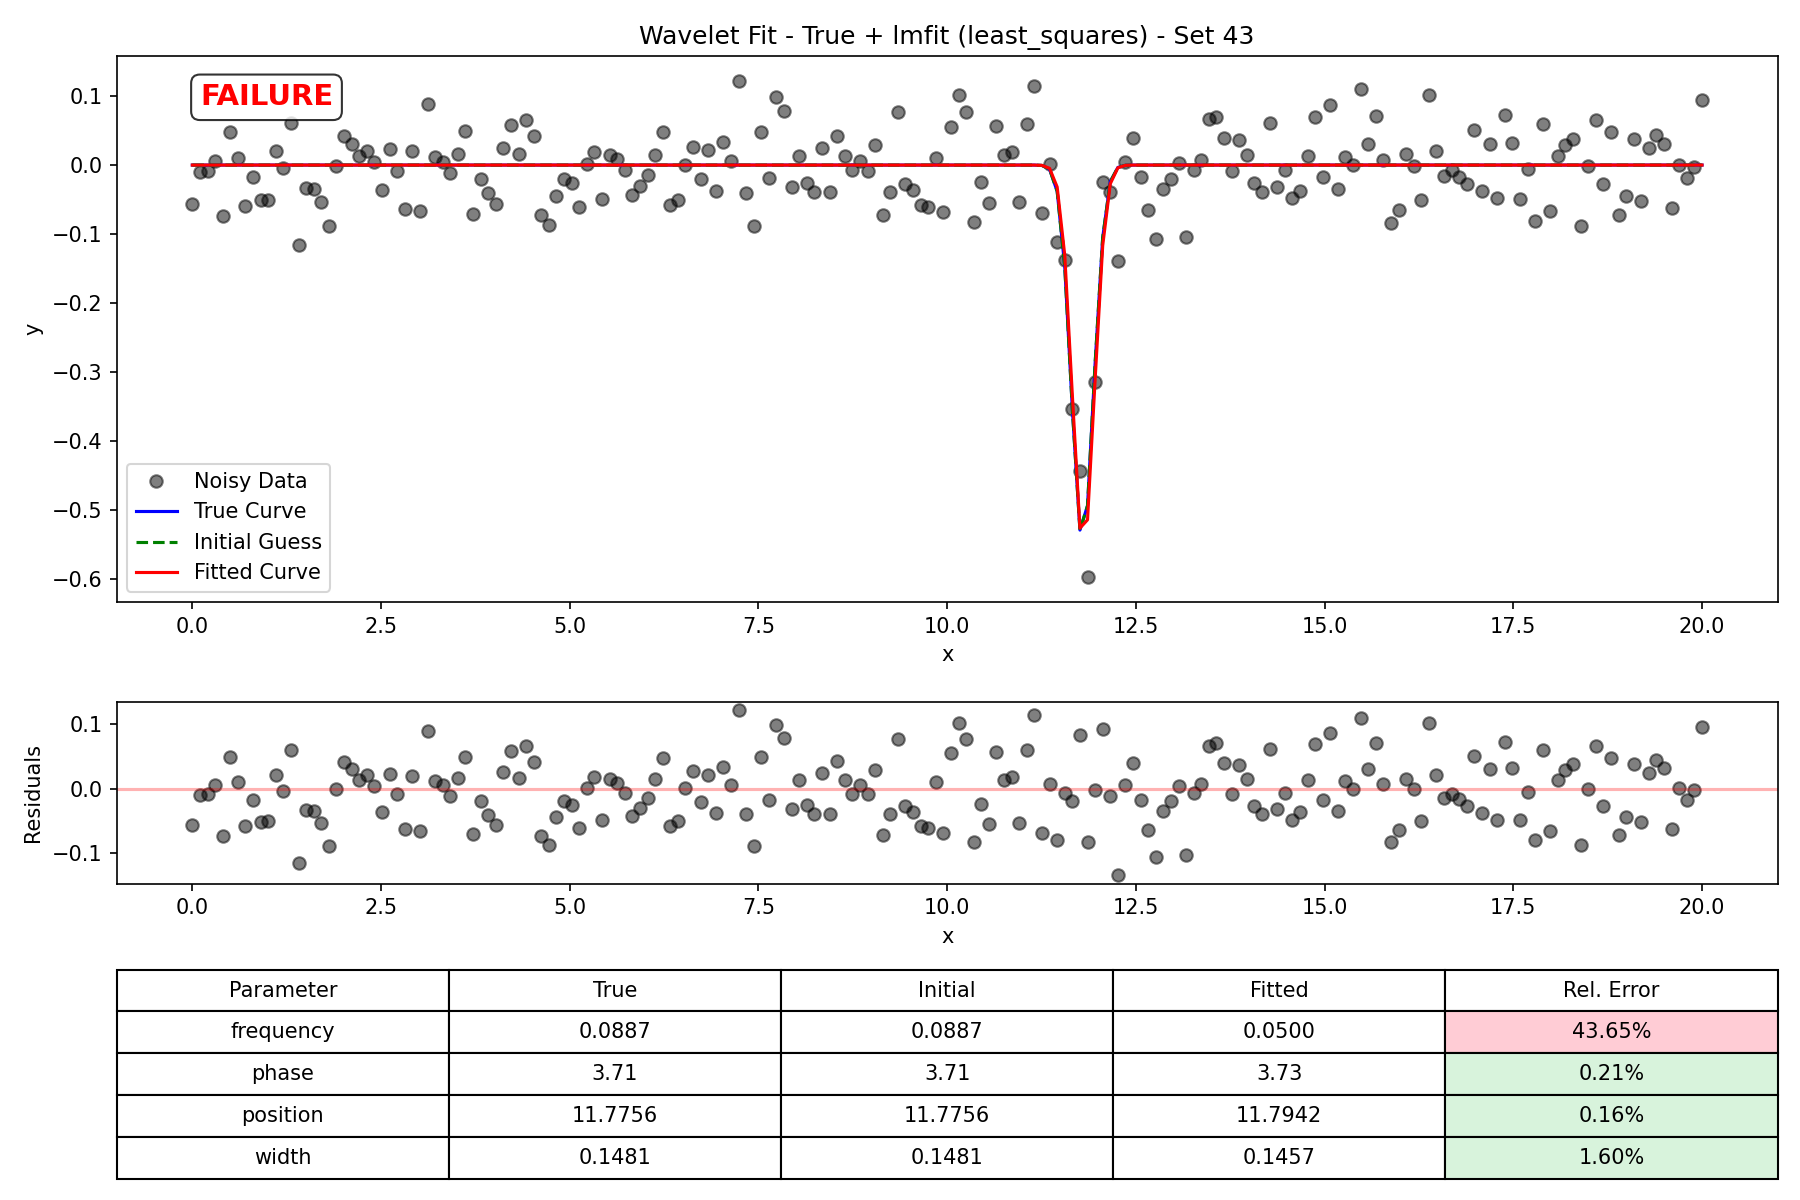 Wavelet Fit - True + lmfit (least_squares) - Set 43
FAILURE
0.1
0.0
−0.1
−0.2
−0.3
−0.4
−0.5
−0.6
y
Noisy Data
True Curve
Initial Guess
Fitted Curve
0.0 2.5 5.0 7.5 10.0 12.5 15.0 17.5 20.0
x
0.1
0.0
−0.1
Residuals
0.0 2.5 5.0 7.5 10.0 12.5 15.0 17.5 20.0
x
Parameter True Initial Fitted Rel. Error
frequency 0.0887 0.0887 0.0500 43.65%
phase 3.71 3.71 3.73 0.21%
position 11.7756 11.7756 11.7942 0.16%
width 0.1481 0.1481 0.1457 1.60%